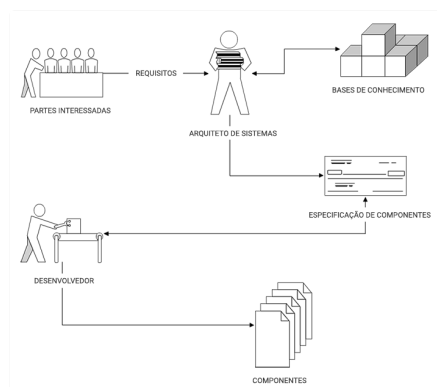 REQUISITOS
PARTES INTERESSADAS
BASES DE CONHECIMENTO
ARQUITETO DE SISTEMAS
ESPECIFICAÇÃO DE COMPONENTES
DESENVOLVEDOR
COMPONENTES